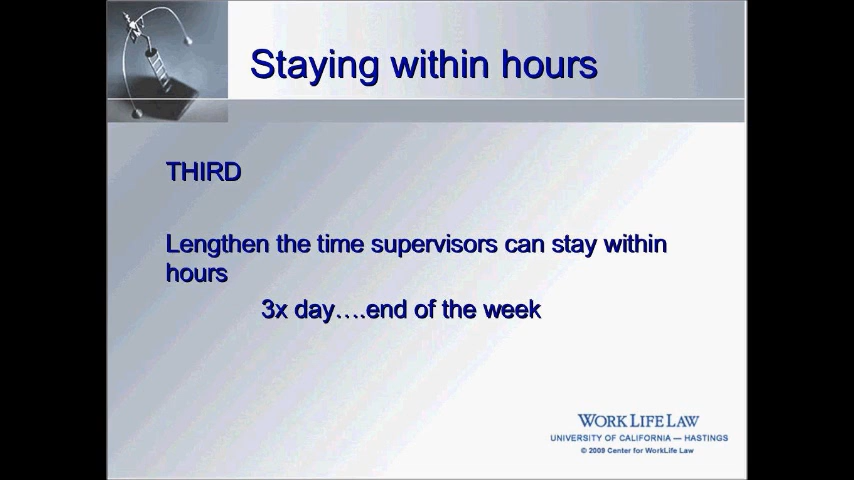 Staying within hours
THIRD
Lengthen the time supervisors can stay within
hours
3x day….end of the week
WORK LIFE LAW
UNIVERSITY OF CALIFORNIA — HASTINGS
© 2009 Center for WorkLife Law